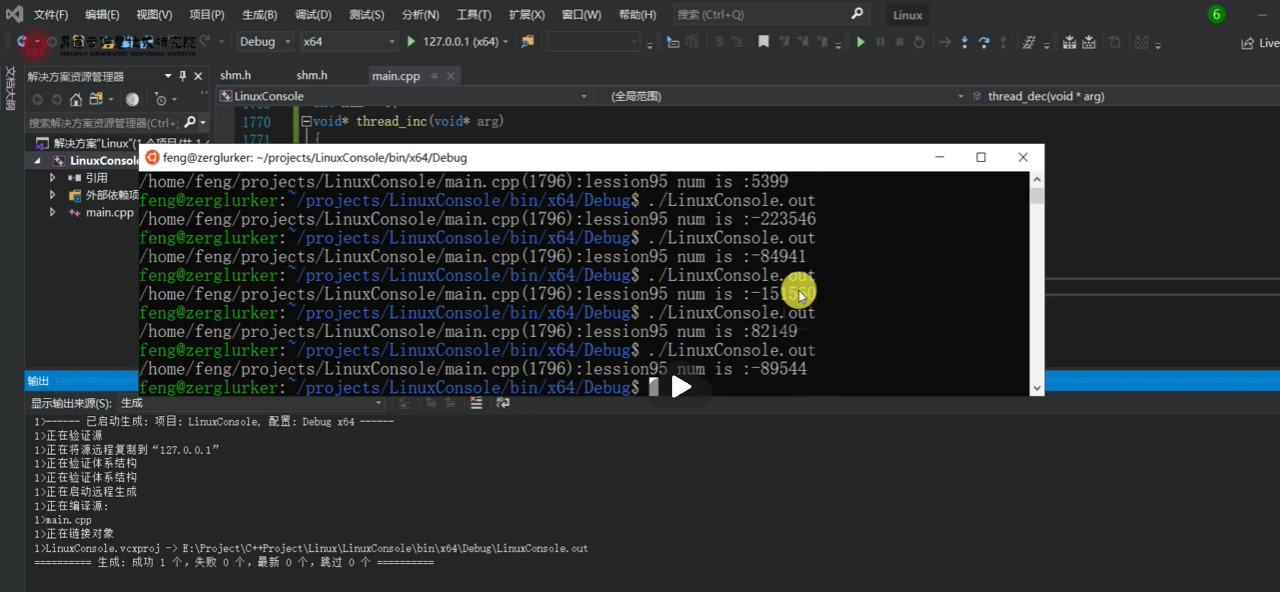 文件(F) 编辑(E) 视图(V) 项目(P) 生成(B) 调试(D) 测试(S) 分析(N) 工具(T) 扩展(X) 窗口(W) 帮助(H) 搜索 (Ctrl+Q) Linux 6
Debug x64 127.0.0.1 (x64) Live
解决方案资源管理器 shm.h shm.h main.cpp
LinuxConsole (全局范围) thread_dec(void * arg)
搜索解决方案资源管理器(Ctrl+;
1770 void* thread_inc(void* arg)
1771 {
解决方案"Linux"(1 个项目/共 1
LinuxConsole
引用
外部依赖项
main.cpp
feng@zerglurker: ~/projects/LinuxConsole/bin/x64/Debug
/home/feng/projects/LinuxConsole/main.cpp(1796):lession95 num is :5399
feng@zerglurker:~/projects/LinuxConsole/bin/x64/Debug$ ./LinuxConsole.out
/home/feng/projects/LinuxConsole/main.cpp(1796):lession95 num is :-223546
feng@zerglurker:~/projects/LinuxConsole/bin/x64/Debug$ ./LinuxConsole.out
/home/feng/projects/LinuxConsole/main.cpp(1796):lession95 num is :-84941
feng@zerglurker:~/projects/LinuxConsole/bin/x64/Debug$ ./LinuxConsole.out
/home/feng/projects/LinuxConsole/main.cpp(1796):lession95 num is
feng@zerglurker:~/projects/LinuxConsole/bin/x64/Debug$ ./LinuxConsole.out
/home/feng/projects/LinuxConsole/main.cpp(1796):lession95 num is :82149
feng@zerglurker:~/projects/LinuxConsole/bin/x64/Debug$ ./LinuxConsole.out
/home/feng/projects/LinuxConsole/main.cpp(1796):lession95 num is :-89544
feng@zerglurker:~/projects/LinuxConsole/bin/x64/Debug$
输出
显示输出来源(S): 生成
1>------ 已启动生成: 项目: LinuxConsole, 配置: Debug x64 ------
1>正在验证源
1>正在将源远程复制到“127.0.0.1”
1>正在验证体系结构
1>正在验证体系结构
1>正在启动远程生成
1>正在编译源:
1>main.cpp
1>正在链接对象
1>LinuxConsole.vcxproj -> E:\Project\C++Project\Linux\LinuxConsole\bin\x64\Debug\LinuxConsole.out
========== 生成: 成功 1 个，失败 0 个，最新 0 个，跳过 0 个 ==========